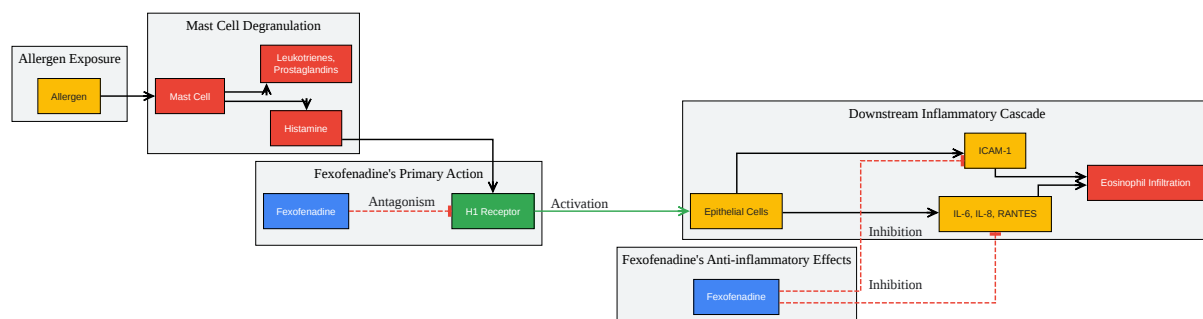 Mast Cell Degranulation
Allergen Exposure
Leukotrienes,
Prostaglandins
Allergen
Mast Cell
Histamine
Downstream Inflammatory Cascade
ICAM-1
Fexofenadine's Primary Action
Eosinophil Infiltration
Fexofenadine
Antagonism
H1 Receptor
Activation
Epithelial Cells
IL-6, IL-8, RANTES
Inhibition
Fexofenadine's Anti-inflammatory Effects
Inhibition
Fexofenadine